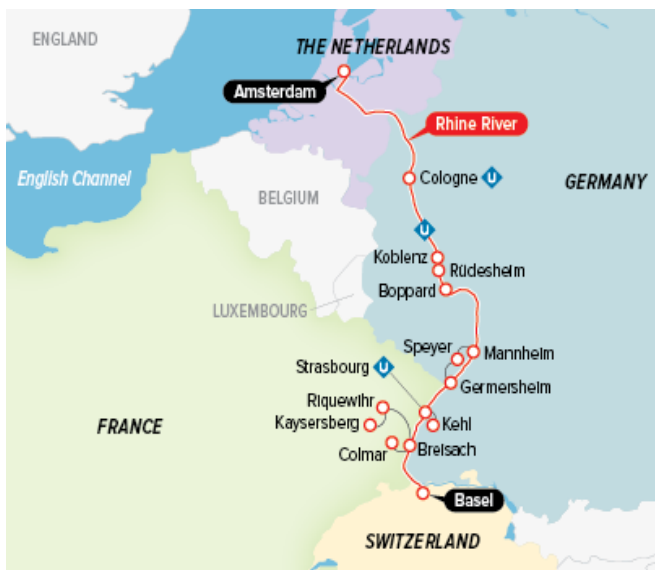 ENGLAND
THE NETHERLANDS
Amsterdam
Rhine River
English Channel
Cologne U
GERMANY
BELGIUM
U
Koblenz
Rüdesheim
Boppard
LUXEMBOURG
Speyer
Mannheim
Strasbourg U
Germersheim
Riquewihr
Kaysersberg
Kehl
FRANCE
Colmar
Breisach
Basel
SWITZERLAND